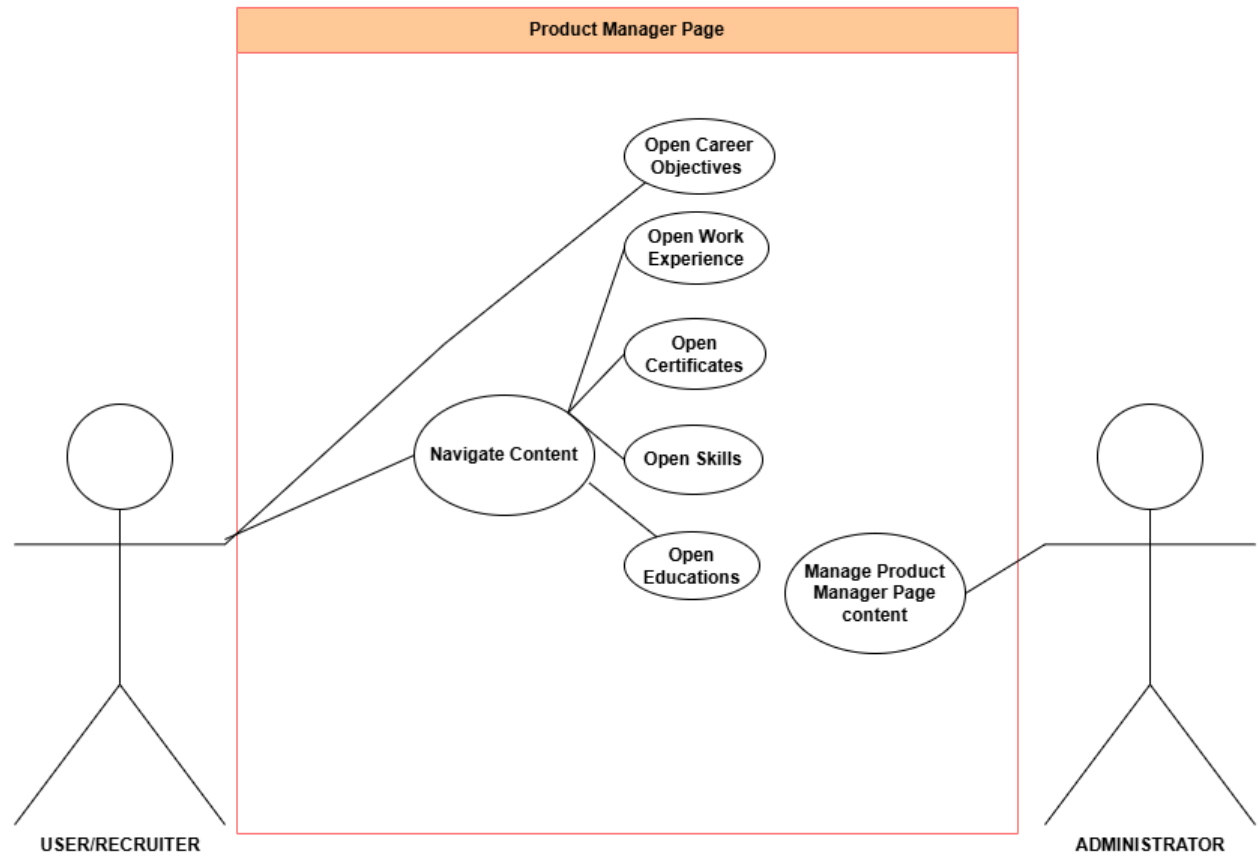 Product Manager Page
Open Career
Objectives
Open Work
Experience
Open
Certificates
Navigate Content
Open Skills
Open
Educations
Manage Product
Manager Page
content
USER/RECRUITER
ADMINISTRATOR